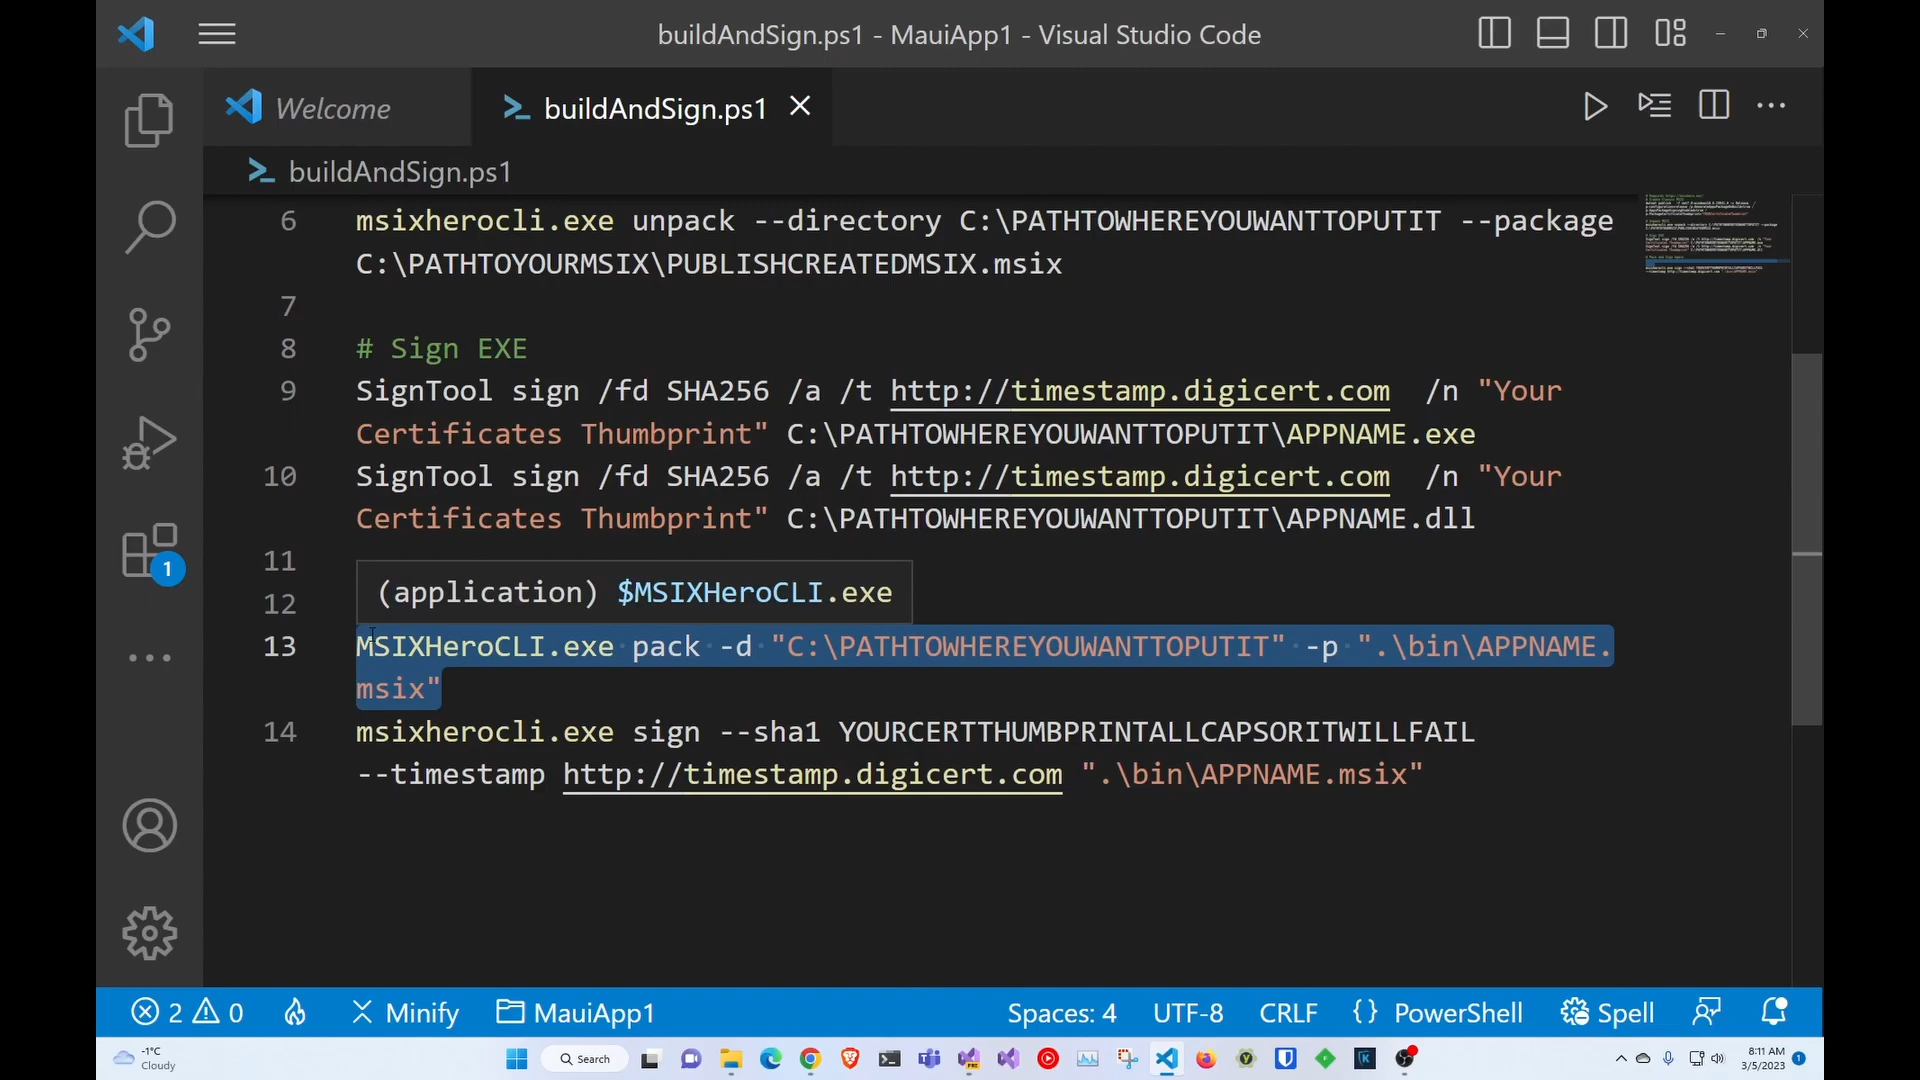 buildAndSign.ps1 - MauiApp1 - Visual Studio Code
Welcome
buildAndSign.ps1
buildAndSign.ps1
6 msixherocli.exe unpack --directory C:\PATHTOWHEREYOUWANTTOPUTIT --package
C:\PATHTOYOURMSIX\PUBLISHCREATEDMSIX.msix
7
8 # Sign EXE
9 SignTool sign /fd SHA256 /a /t http://timestamp.digicert.com  /n "Your
Certificates Thumbprint" C:\PATHTOWHEREYOUWANTTOPUTIT\APPNAME.exe
10 SignTool sign /fd SHA256 /a /t http://timestamp.digicert.com  /n "Your
Certificates Thumbprint" C:\PATHTOWHEREYOUWANTTOPUTIT\APPNAME.dll
11
(application) $MSIXHeroCLI.exe
12
13 MSIXHeroCLI.exe pack -d "C:\PATHTOWHEREYOUWANTTOPUTIT" -p ".\bin\APPNAME.
msix"
14 msixherocli.exe sign --sha1 YOURCERTTHUMBPRINTALLCAPSORITWILLFAIL
--timestamp http://timestamp.digicert.com ".\bin\APPNAME.msix"
1
2 0 Minify MauiApp1 Spaces: 4 UTF-8 CRLF {} PowerShell Spell
-1°C
Cloudy
Search
8:11 AM
3/5/2023
1